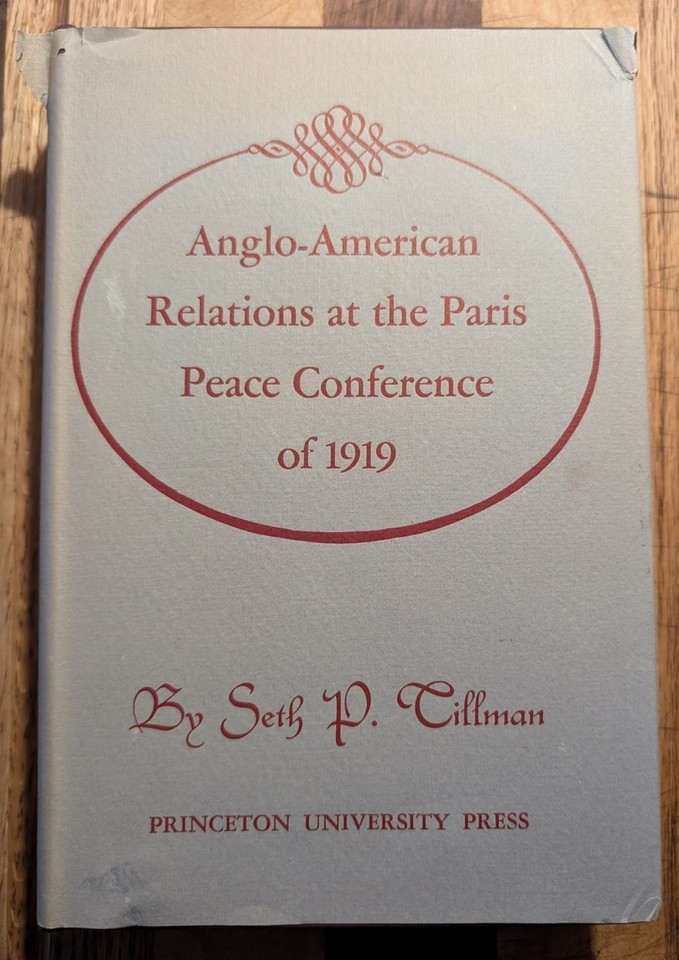 Anglo-American
Relations at the Paris
Peace Conference
of 1919
By Seth P. Tillman
PRINCETON UNIVERSITY PRESS